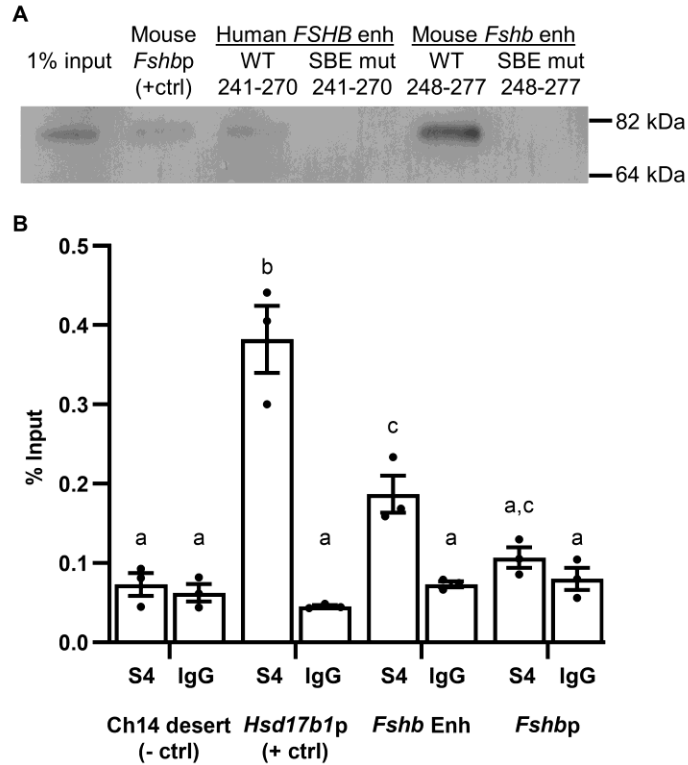 A
Mouse Human FSHB enh Mouse Fshb enh
1% input Fshbp WT SBE mut WT SBE mut
(+ctrl) 241-270 241-270 248-277 248-277
82 kDa
64 kDa
B
0.5
b
0.4
0.3
% Input
c
0.2
a,c
a a a a a
0.1
0.0
S4 IgG S4 IgG S4 IgG S4 IgG
Ch14 desert Hsd17b1p Fshb Enh Fshbp
(- ctrl) (+ ctrl)